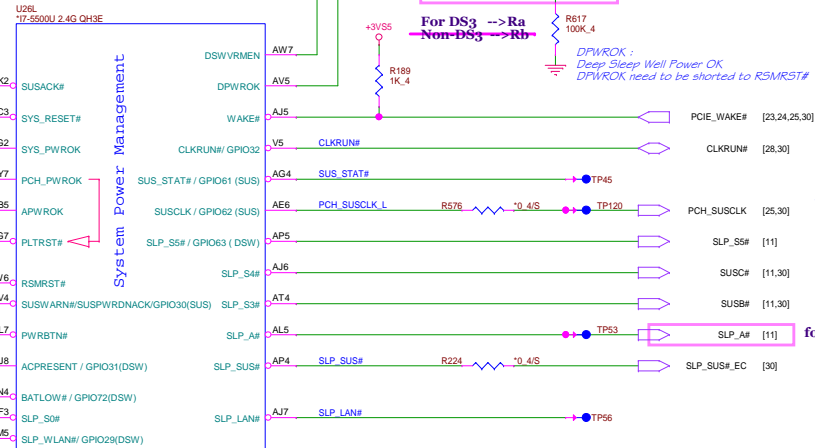 U26L
*I7-5500U 2.4G QH3E
+3VS5
For DS3 -->Ra
Non-DS3 -->Rb
R617
100K_4
DPWROK :
Deep Sleep Well Power OK
DPWROK need to be shorted to RSMRST#
System Power Management
DSWVRMEN AW7
R189
1K_4
SUSACK# DPWROK AV5
SYS_RESET# WAKE# AJ5 PCIE_WAKE# [23,24,25,30]
SYS_PWROK CLKRUN#/ GPIO32 V5 CLKRUN# CLKRUN# [28,30]
PCH_PWROK SUS_STAT# / GPIO61 (SUS) AG4 SUS_STAT# TP45
APWROK SUSCLK / GPIO62 (SUS) AE6 PCH_SUSCLK_L R576 *0_4/S TP120 PCH_SUSCLK [25,30]
PLTRST# SLP_S5# / GPIO63 ( DSW) AP5 SLP_S5# [11]
RSMRST# SLP_S4# AJ6 SUSC# [11,30]
SUSWARN#/SUSPWRDNACK/GPIO30(SUS) SLP_S3# AT4 SUSB# [11,30]
PWRBTN# SLP_A# AL5 TP53 SLP_A# [11]
ACPRESENT / GPIO31(DSW) SLP_SUS# AP4 SLP_SUS# R224 *0_4/S SLP_SUS#_EC [30]
BATLOW# / GPIO72(DSW)
SLP_S0# SLP_LAN# AJ7 SLP_LAN# TP56
SLP_WLAN#/ GPIO29(DSW)